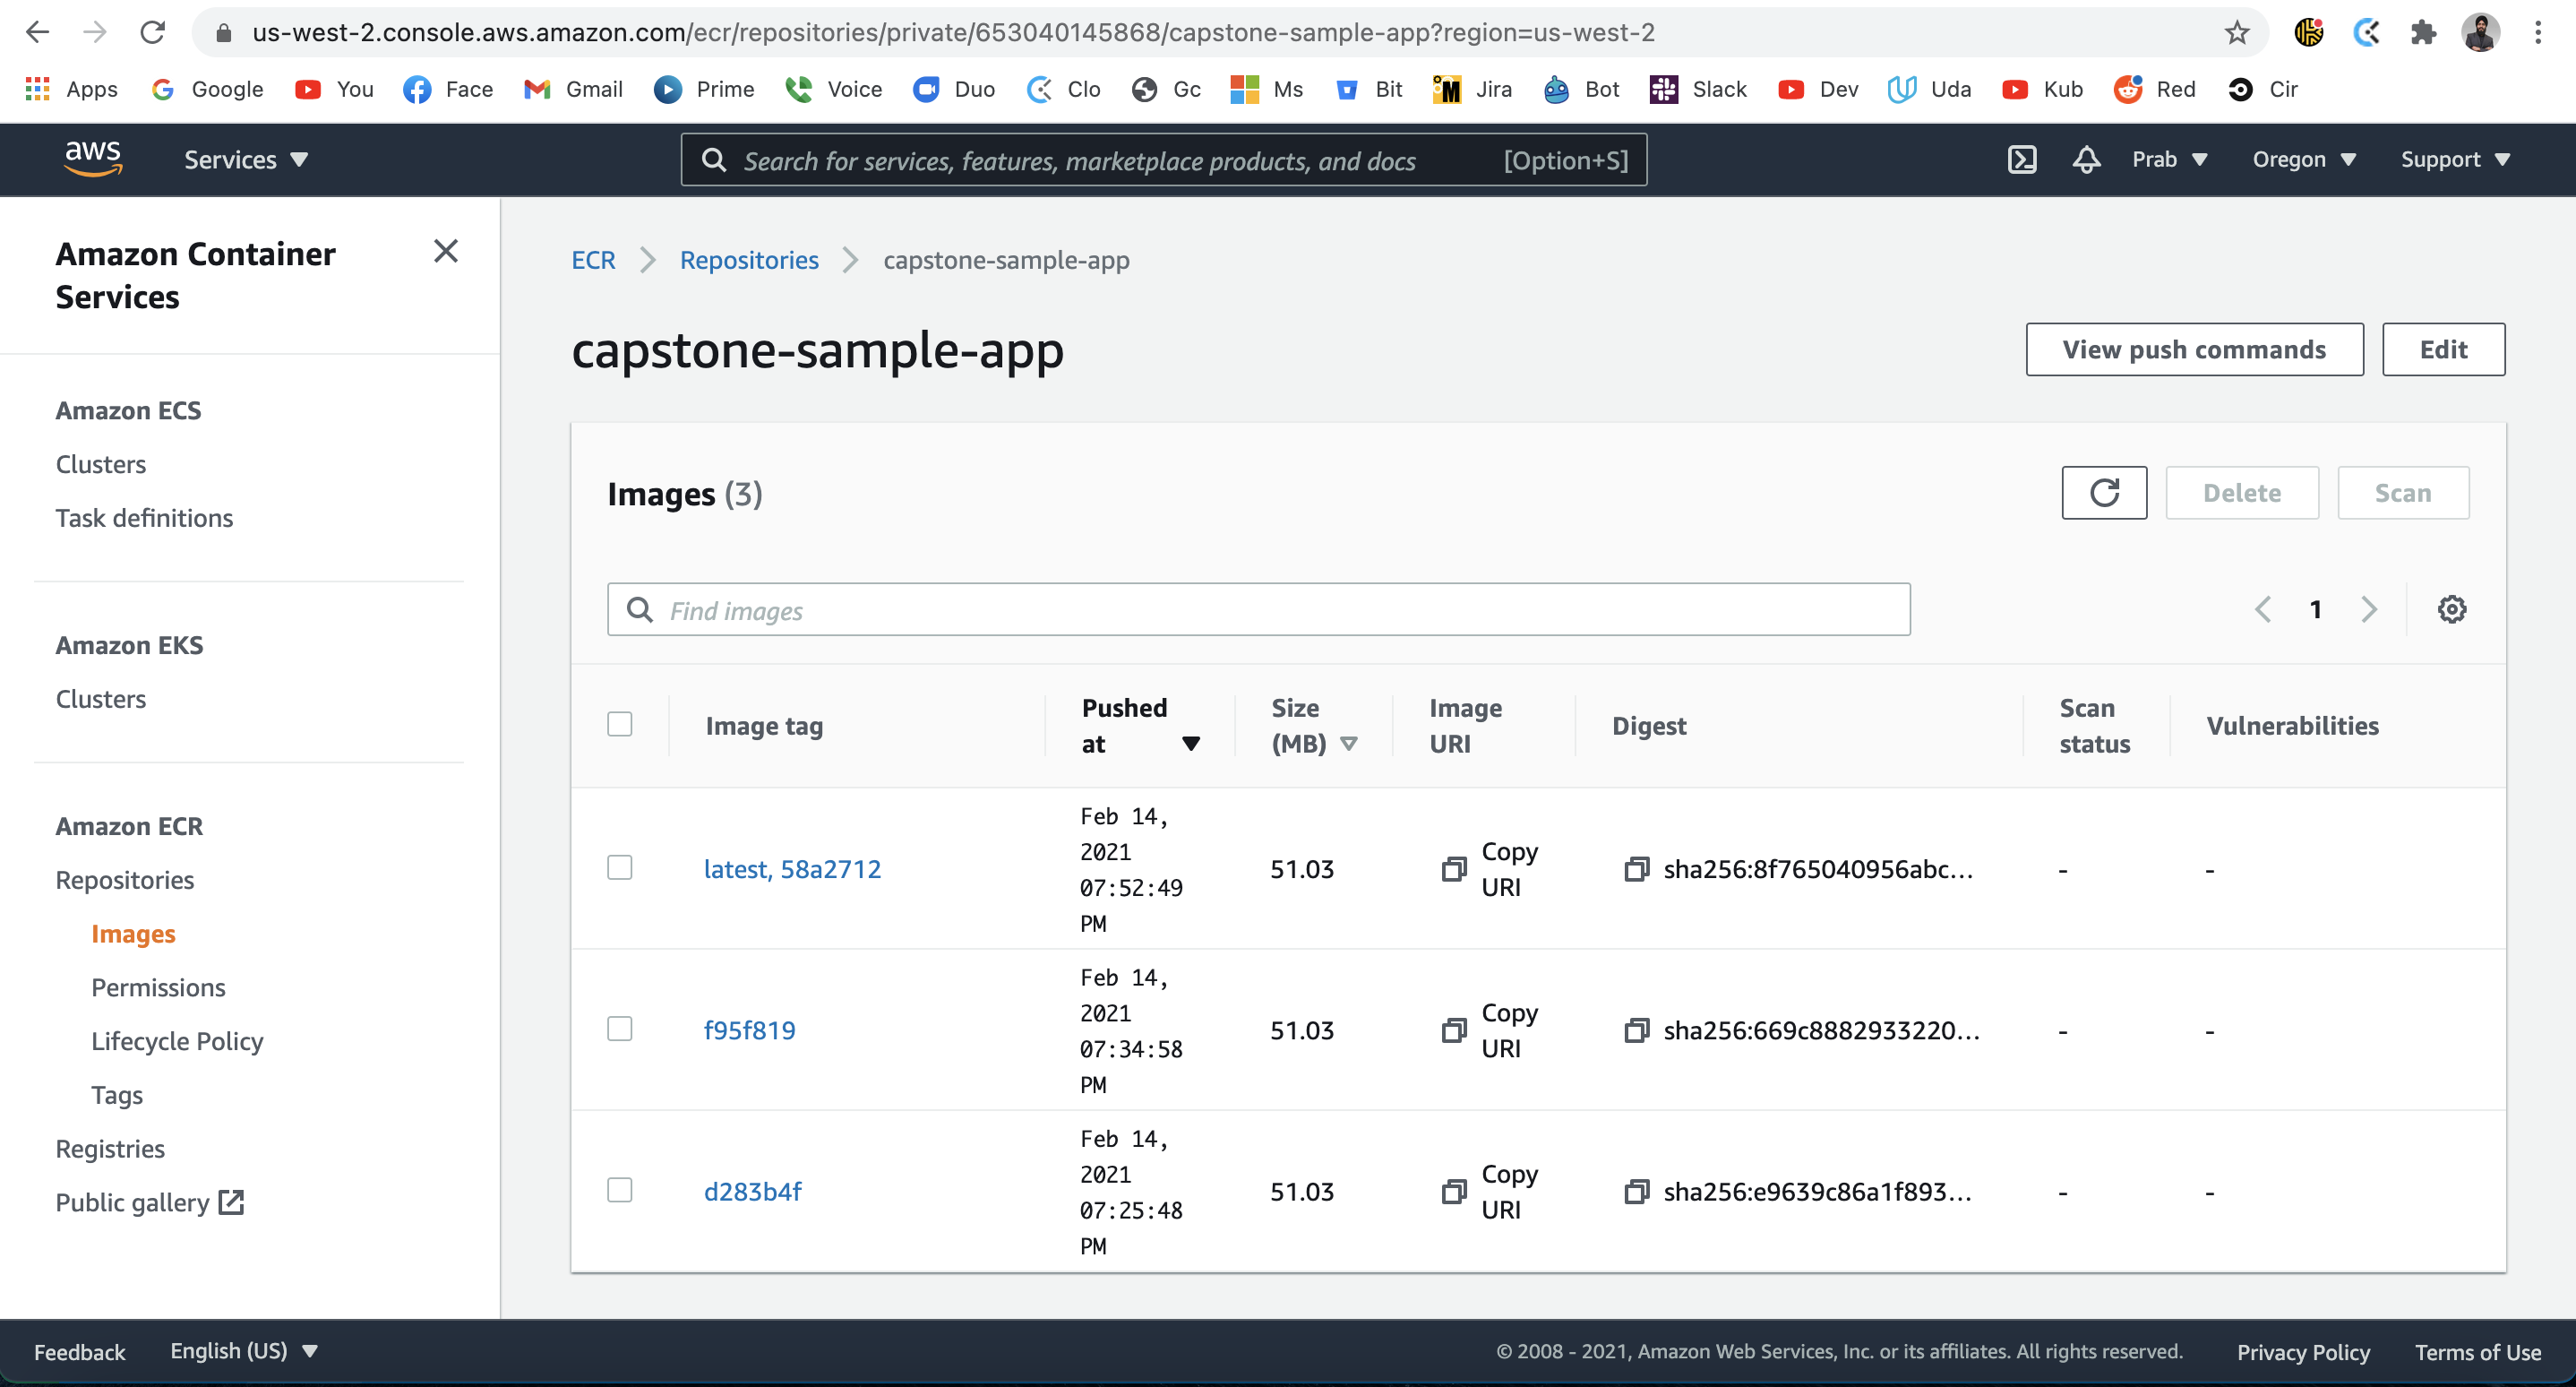 us-west-2.console.aws.amazon.com/ecr/repositories/private/653040145868/capstone-sample-app?region=us-west-2
Apps Google You Face Gmail Prime Voice Duo Clo Gc Ms Bit Jira Bot Slack Dev Uda Kub Red Cir
aws Services Search for services, features, marketplace products, and docs [Option+S] Prab Oregon Support
Amazon Container
Services
Amazon ECS
Clusters
Task definitions
Amazon EKS
Clusters
Amazon ECR
Repositories
Images
Permissions
Lifecycle Policy
Tags
Registries
Public gallery
ECR Repositories capstone-sample-app
capstone-sample-app
View push commands Edit
Images (3)
Delete Scan
Find images
1
Image tag
Pushed
at
Size
(MB)
Image
URI
Digest
Scan
status
Vulnerabilities
latest, 58a2712
Feb 14,
2021
07:52:49
PM
51.03
Copy
URI
sha256:8f765040956abc...
-
-
f95f819
Feb 14,
2021
07:34:58
PM
51.03
Copy
URI
sha256:669c8882933220...
-
-
d283b4f
Feb 14,
2021
07:25:48
PM
51.03
Copy
URI
sha256:e9639c86a1f893...
-
-
Feedback English (US) © 2008 - 2021, Amazon Web Services, Inc. or its affiliates. All rights reserved. Privacy Policy Terms of Use